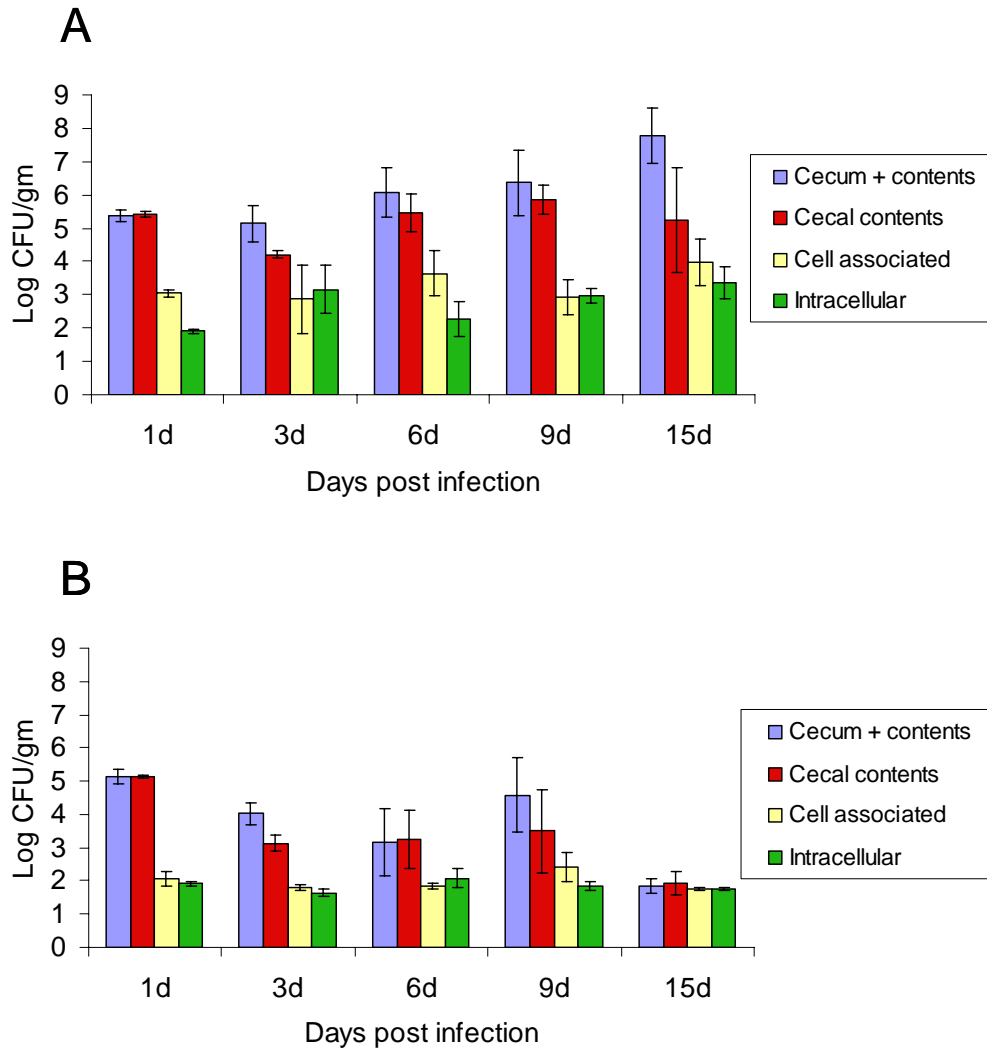 A
9
8
7
6
5
4
3
2
1
0
Log CFU/gm
1d 3d 6d 9d 15d
Days post infection
Cecum + contents
Cecal contents
Cell associated
Intracellular
B
9
8
7
6
5
4
3
2
1
0
Log CFU/gm
1d 3d 6d 9d 15d
Days post infection
Cecum + contents
Cecal contents
Cell associated
Intracellular